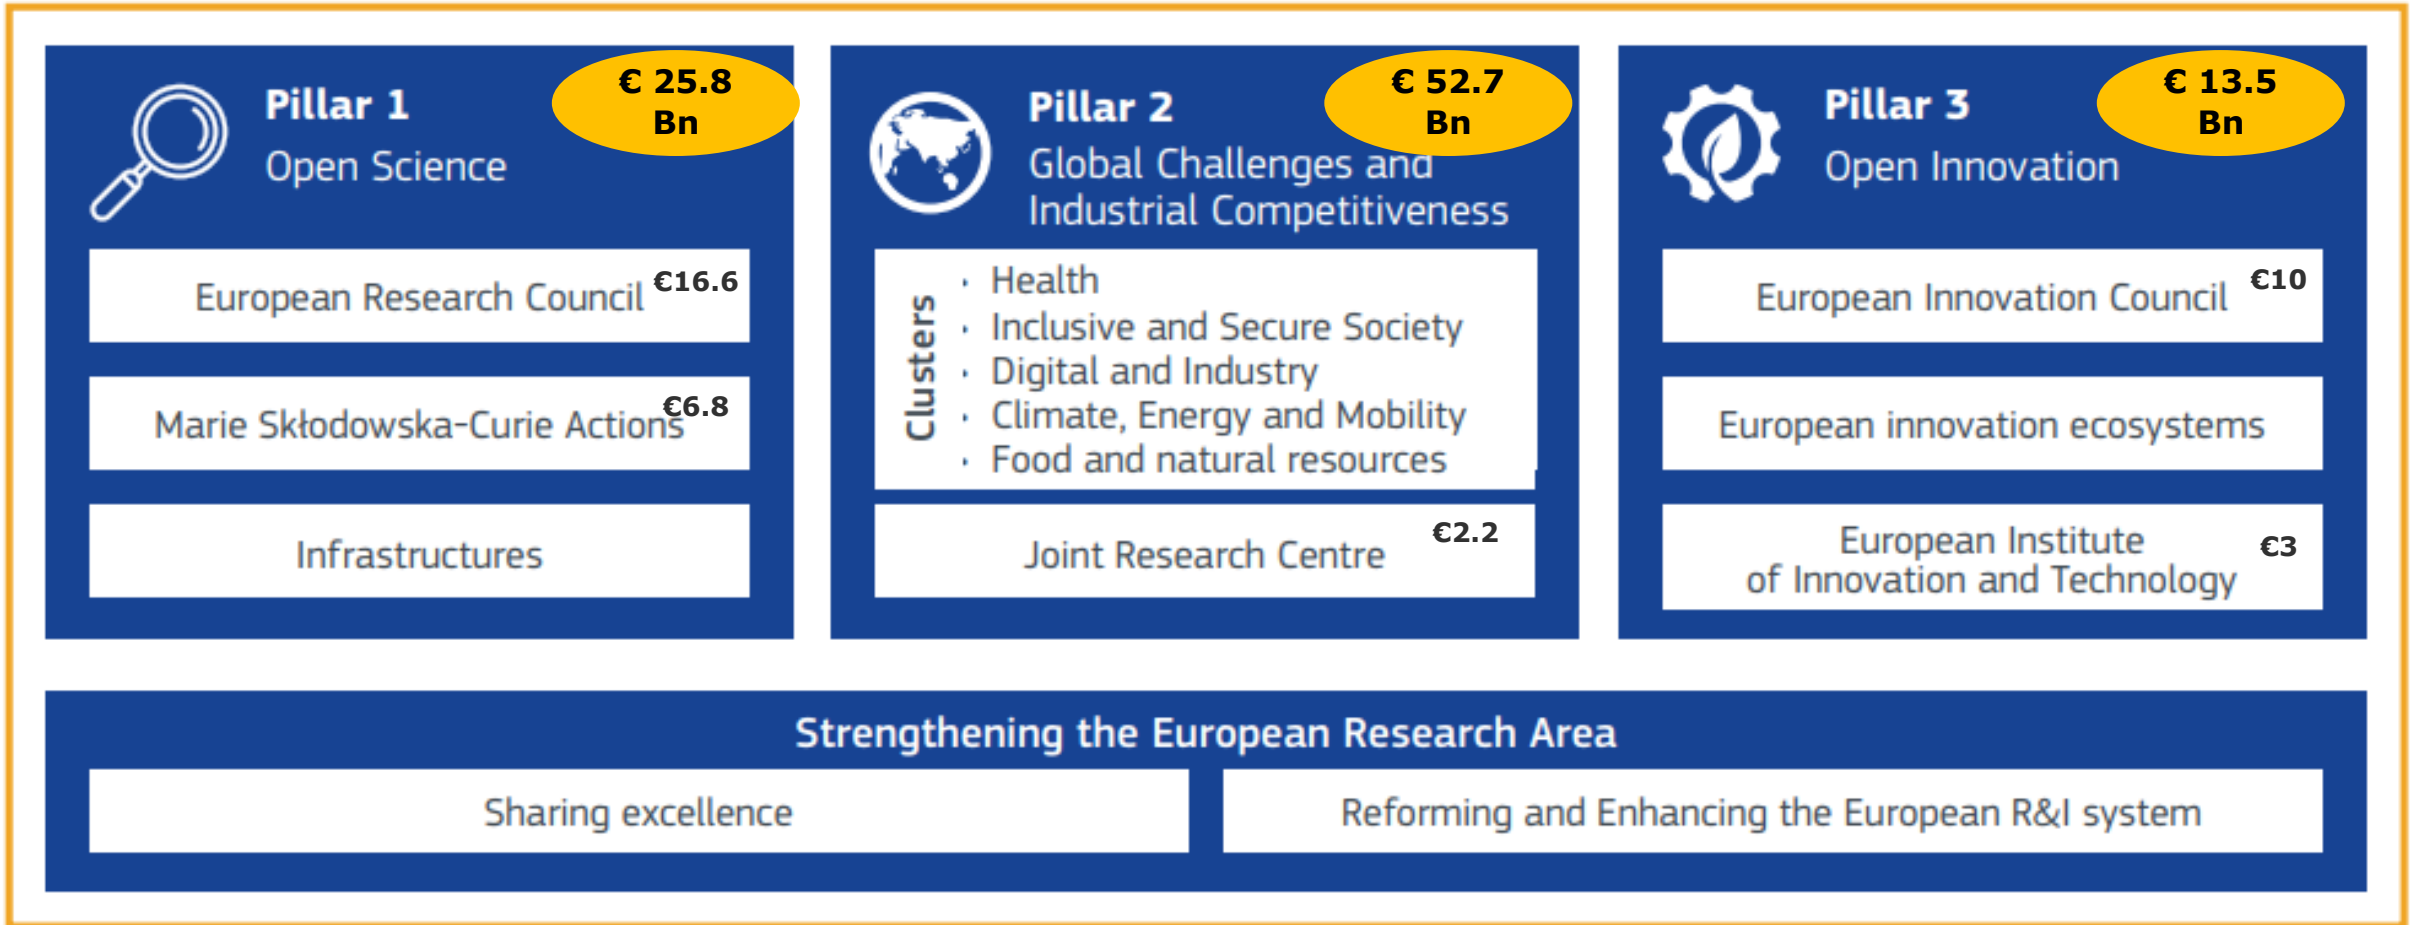 Pillar 1
€ 25.8
Bn
Open Science
European Research Council €16.6
Marie Skłodowska-Curie Actions €6.8
Infrastructures
Pillar 2
€ 52.7
Bn
Global Challenges and
Industrial Competitiveness
Clusters
· Health
· Inclusive and Secure Society
· Digital and Industry
· Climate, Energy and Mobility
· Food and natural resources
Joint Research Centre €2.2
Pillar 3
€ 13.5
Bn
Open Innovation
European Innovation Council €10
European innovation ecosystems
European Institute
of Innovation and Technology
€3
Strengthening the European Research Area
Sharing excellence
Reforming and Enhancing the European R&I system